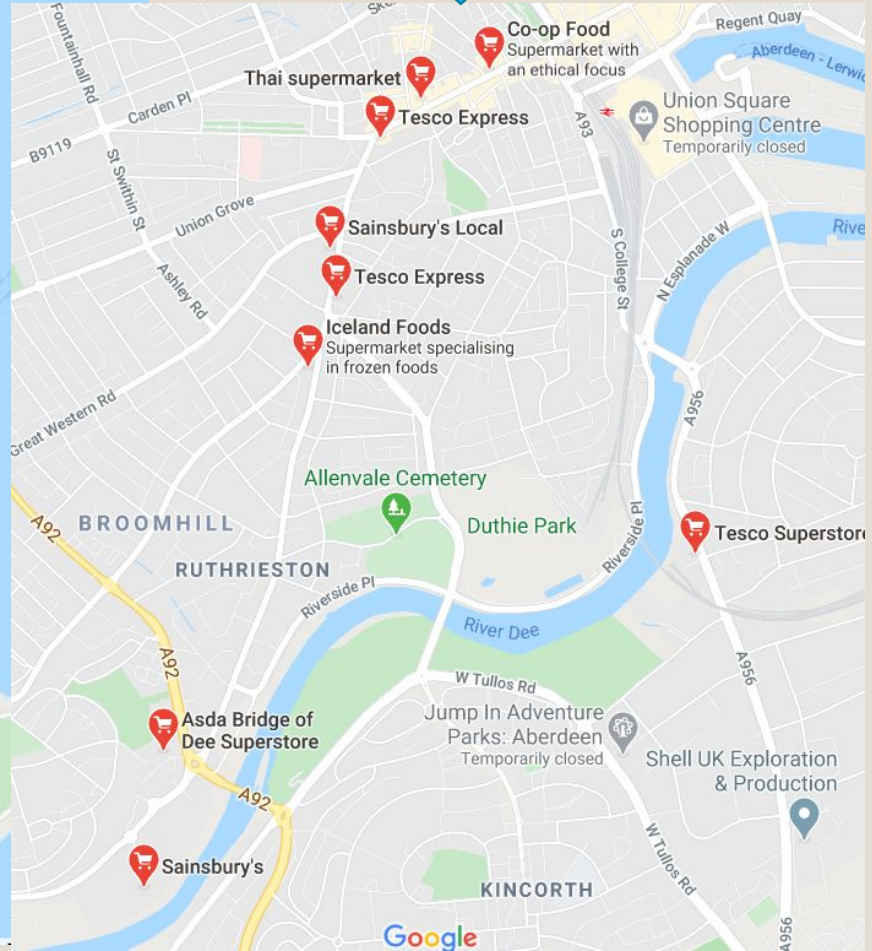 Fountainhall Rd
Regent Quay
Co-op Food
Supermarket with
an ethical focus
Aberdeen - Lerwi
Thai supermarket
Carden Pl
Tesco Express
A93
Union Square
Shopping Centre
Temporarily closed
B9119
St Swithin St
Union Grove
Sainsbury's Local
Rive
N Esplanade W
S College St
Tesco Express
Ashley Rd
Iceland Foods
Supermarket specialising
in frozen foods
A956
Great Western Rd
Allenvale Cemetery
A92
BROOMHILL
Duthie Park
Tesco Superstore
Riverside Pl
RUTHRIESTON
Riverside Pl
River Dee
A92
A956
W Tullos Rd
Asda Bridge of
Dee Superstore
Jump In Adventure
Parks: Aberdeen
Temporarily closed
Shell UK Exploration
& Production
A92
W Tullos Rd
Sainsbury's
KINCORTH
A956
Google